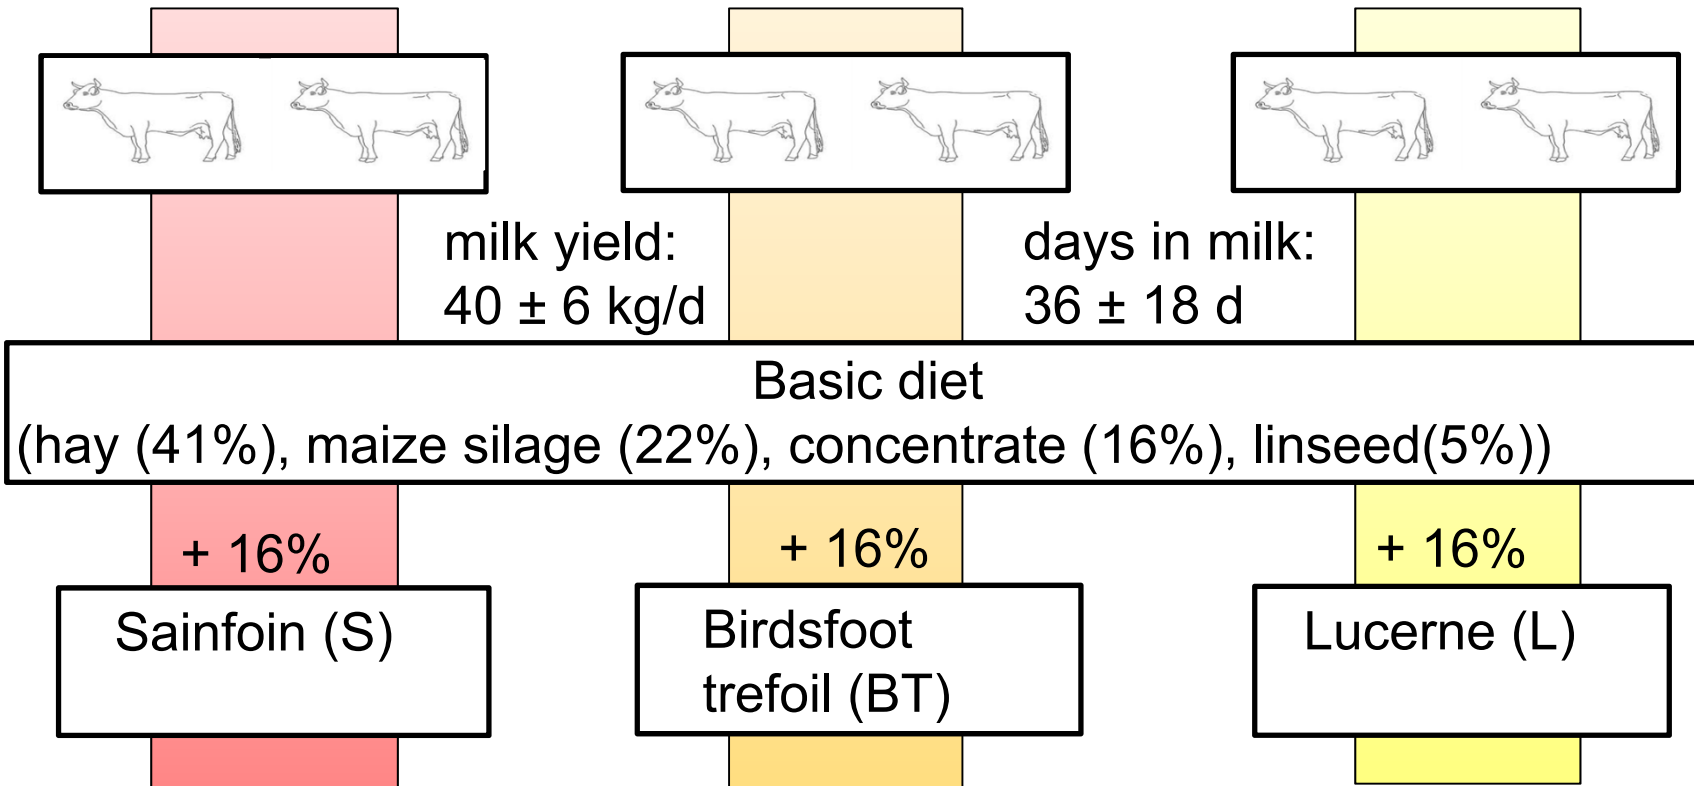 milk yield:
40 ± 6 kg/d
days in milk:
36 ± 18 d
Basic diet
(hay (41%), maize silage (22%), concentrate (16%), linseed(5%))
+ 16%
+ 16%
+ 16%
Sainfoin (S)
Birdsfoot
trefoil (BT)
Lucerne (L)